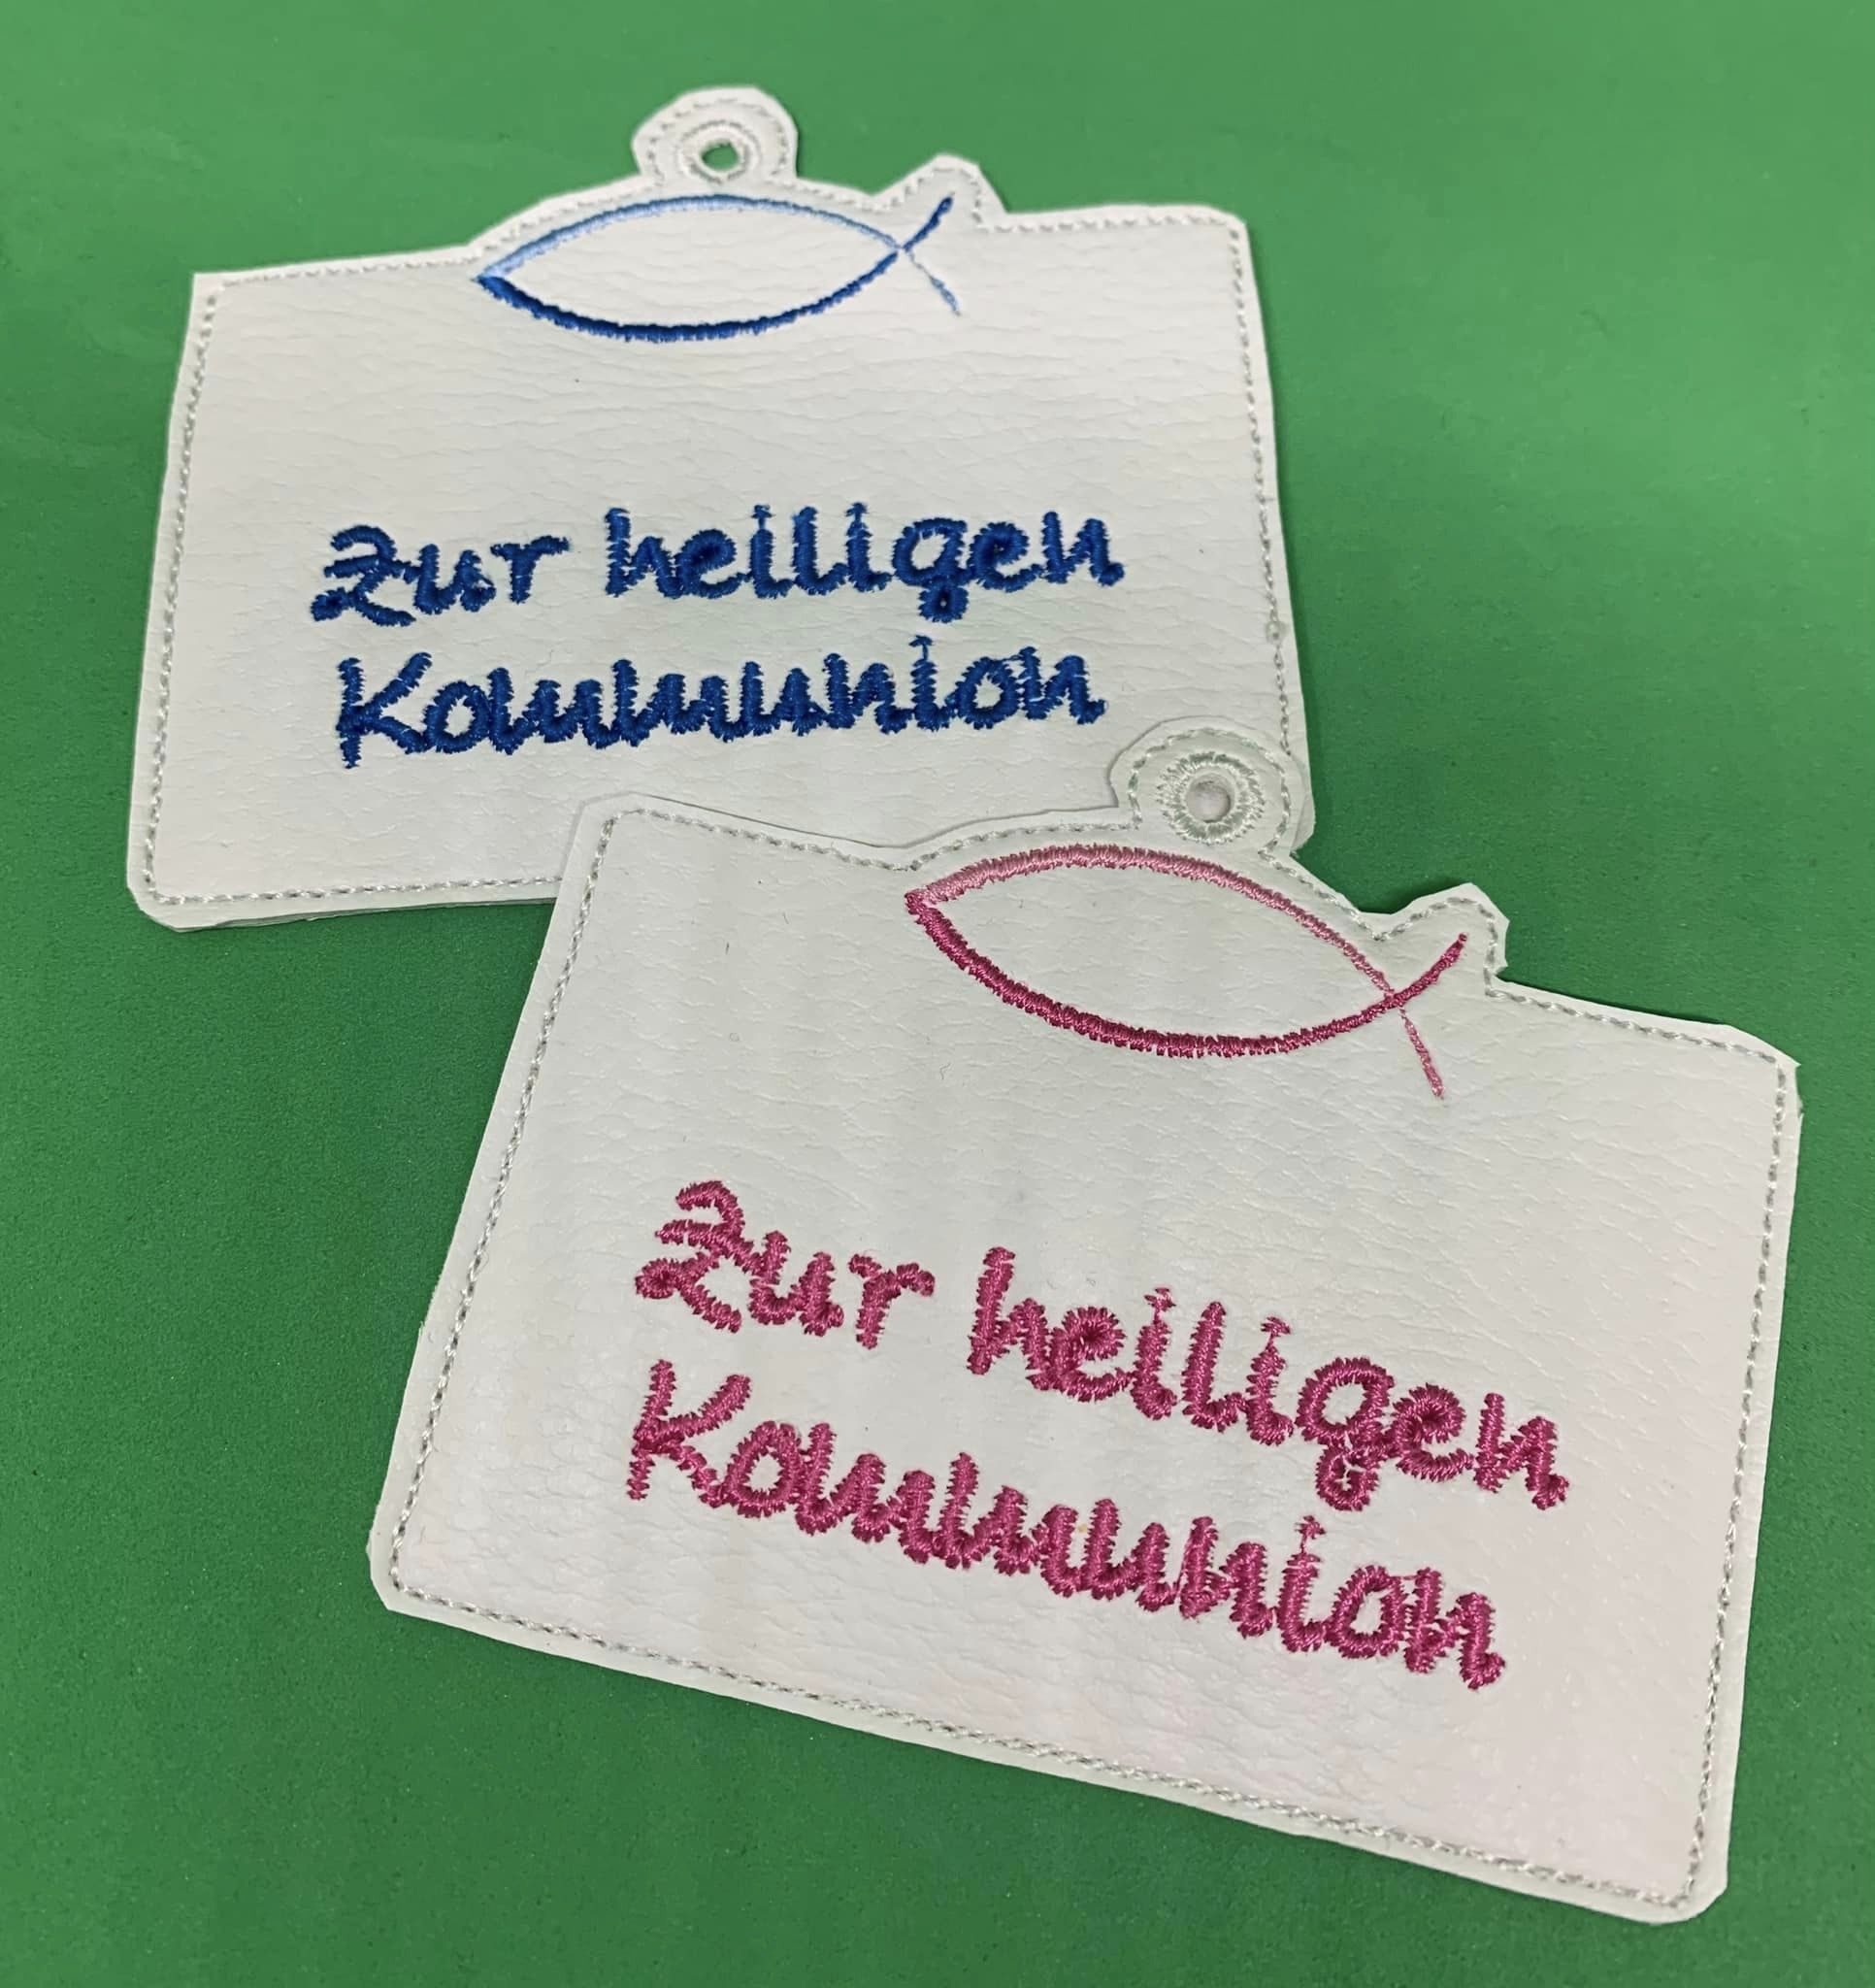 Zur heiligen
Kommunion
Zur heiligen
Kommunion